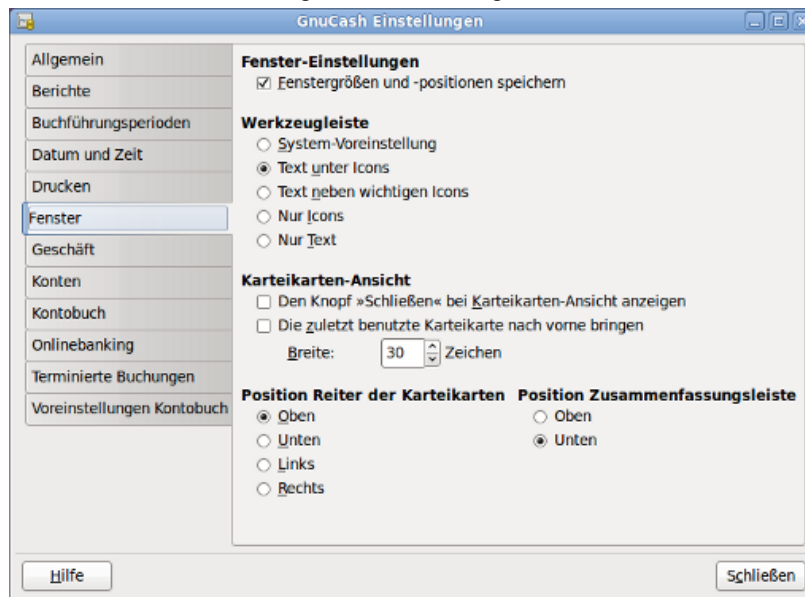 GnuCash Einstellungen
Allgemein
Berichte
Buchführungsperioden
Datum und Zeit
Drucken
Fenster
Geschäft
Konten
Kontobuch
Onlinebanking
Terminierte Buchungen
Voreinstellungen Kontobuch
Fenster-Einstellungen
Fenstergrößen und -positionen speichern
Werkzeugleiste
System-Voreinstellung
Text unter Icons
Text neben wichtigen Icons
Nur Icons
Nur Text
Karteikarten-Ansicht
Den Knopf »Schließen« bei Karteikarten-Ansicht anzeigen
Die zuletzt benutzte Karteikarte nach vorne bringen
Breite: 30 Zeichen
Position Reiter der Karteikarten
Oben
Unten
Links
Rechts
Position Zusammenfassungsleiste
Oben
Unten
Hilfe
Schließen